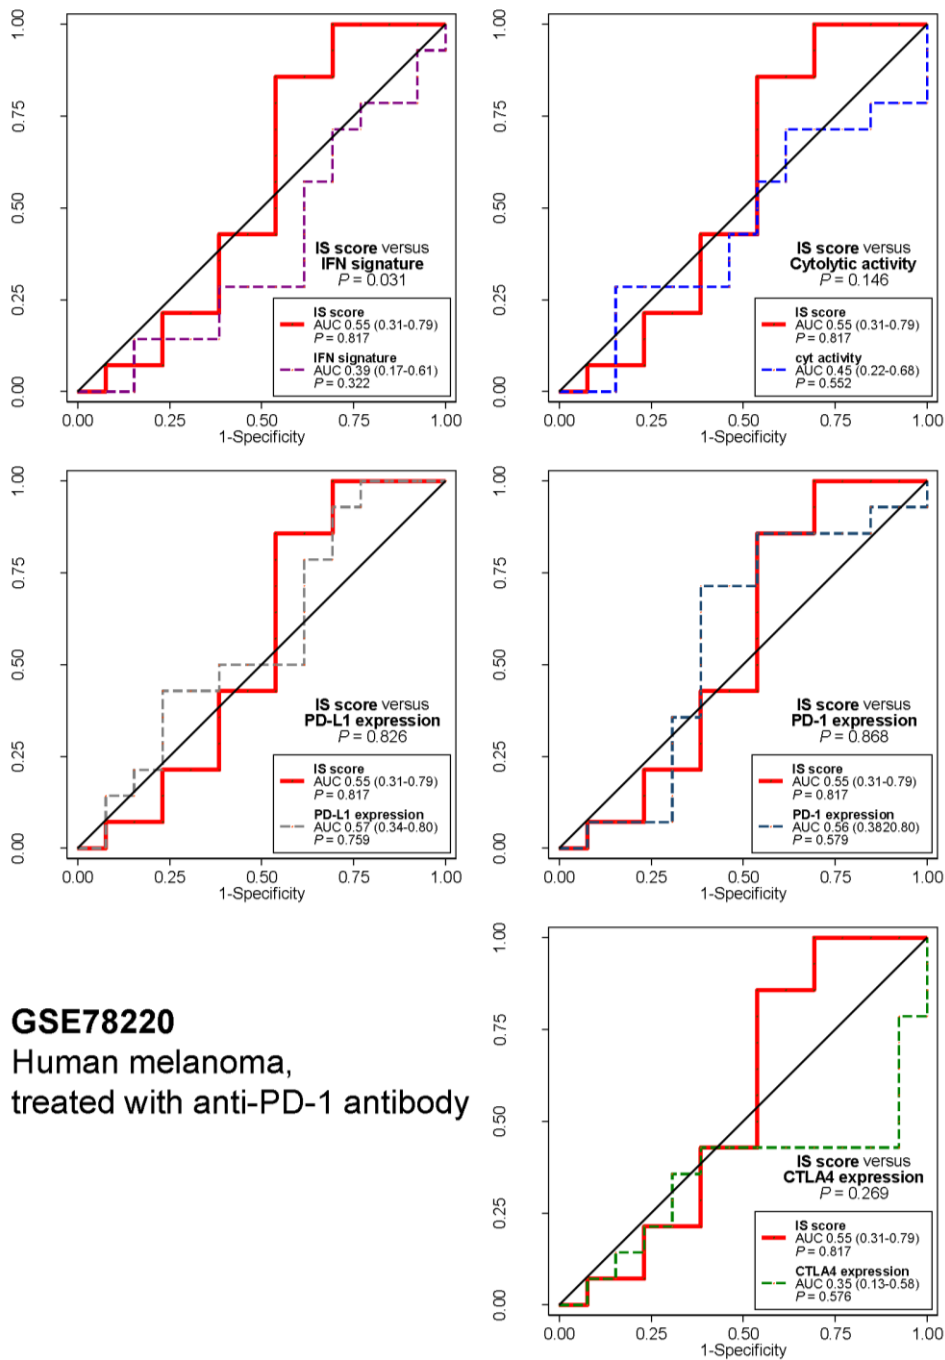 1.00
0.75
0.50
0.25
0.00
IS score versus
IFN signature
P = 0.031
IS score
AUC 0.55 (0.31-0.79)
P = 0.817
IFN signature
AUC 0.39 (0.17-0.61)
P = 0.322
0.00 0.25 0.50 0.75 1.00
1-Specificity
1.00
0.75
0.50
0.25
0.00
IS score versus
Cytolytic activity
P = 0.146
IS score
AUC 0.55 (0.31-0.79)
P = 0.817
cyt activity
AUC 0.45 (0.22-0.68)
P = 0.552
0.00 0.25 0.50 0.75 1.00
1-Specificity
1.00
0.75
0.50
0.25
0.00
IS score versus
PD-L1 expression
P = 0.826
IS score
AUC 0.55 (0.31-0.79)
P = 0.817
PD-L1 expression
AUC 0.57 (0.34-0.80)
P = 0.759
0.00 0.25 0.50 0.75 1.00
1-Specificity
1.00
0.75
0.50
0.25
0.00
IS score versus
PD-1 expression
P = 0.868
IS score
AUC 0.55 (0.31-0.79)
P = 0.817
PD-1 expression
AUC 0.56 (0.3820.80)
P = 0.579
0.00 0.25 0.50 0.75 1.00
1-Specificity
GSE78220
Human melanoma,
treated with anti-PD-1 antibody
1.00
0.75
0.50
0.25
0.00
IS score versus
CTLA4 expression
P = 0.269
IS score
AUC 0.55 (0.31-0.79)
P = 0.817
CTLA4 expression
AUC 0.35 (0.13-0.58)
P = 0.576
0.00 0.25 0.50 0.75 1.00
1-Specificity